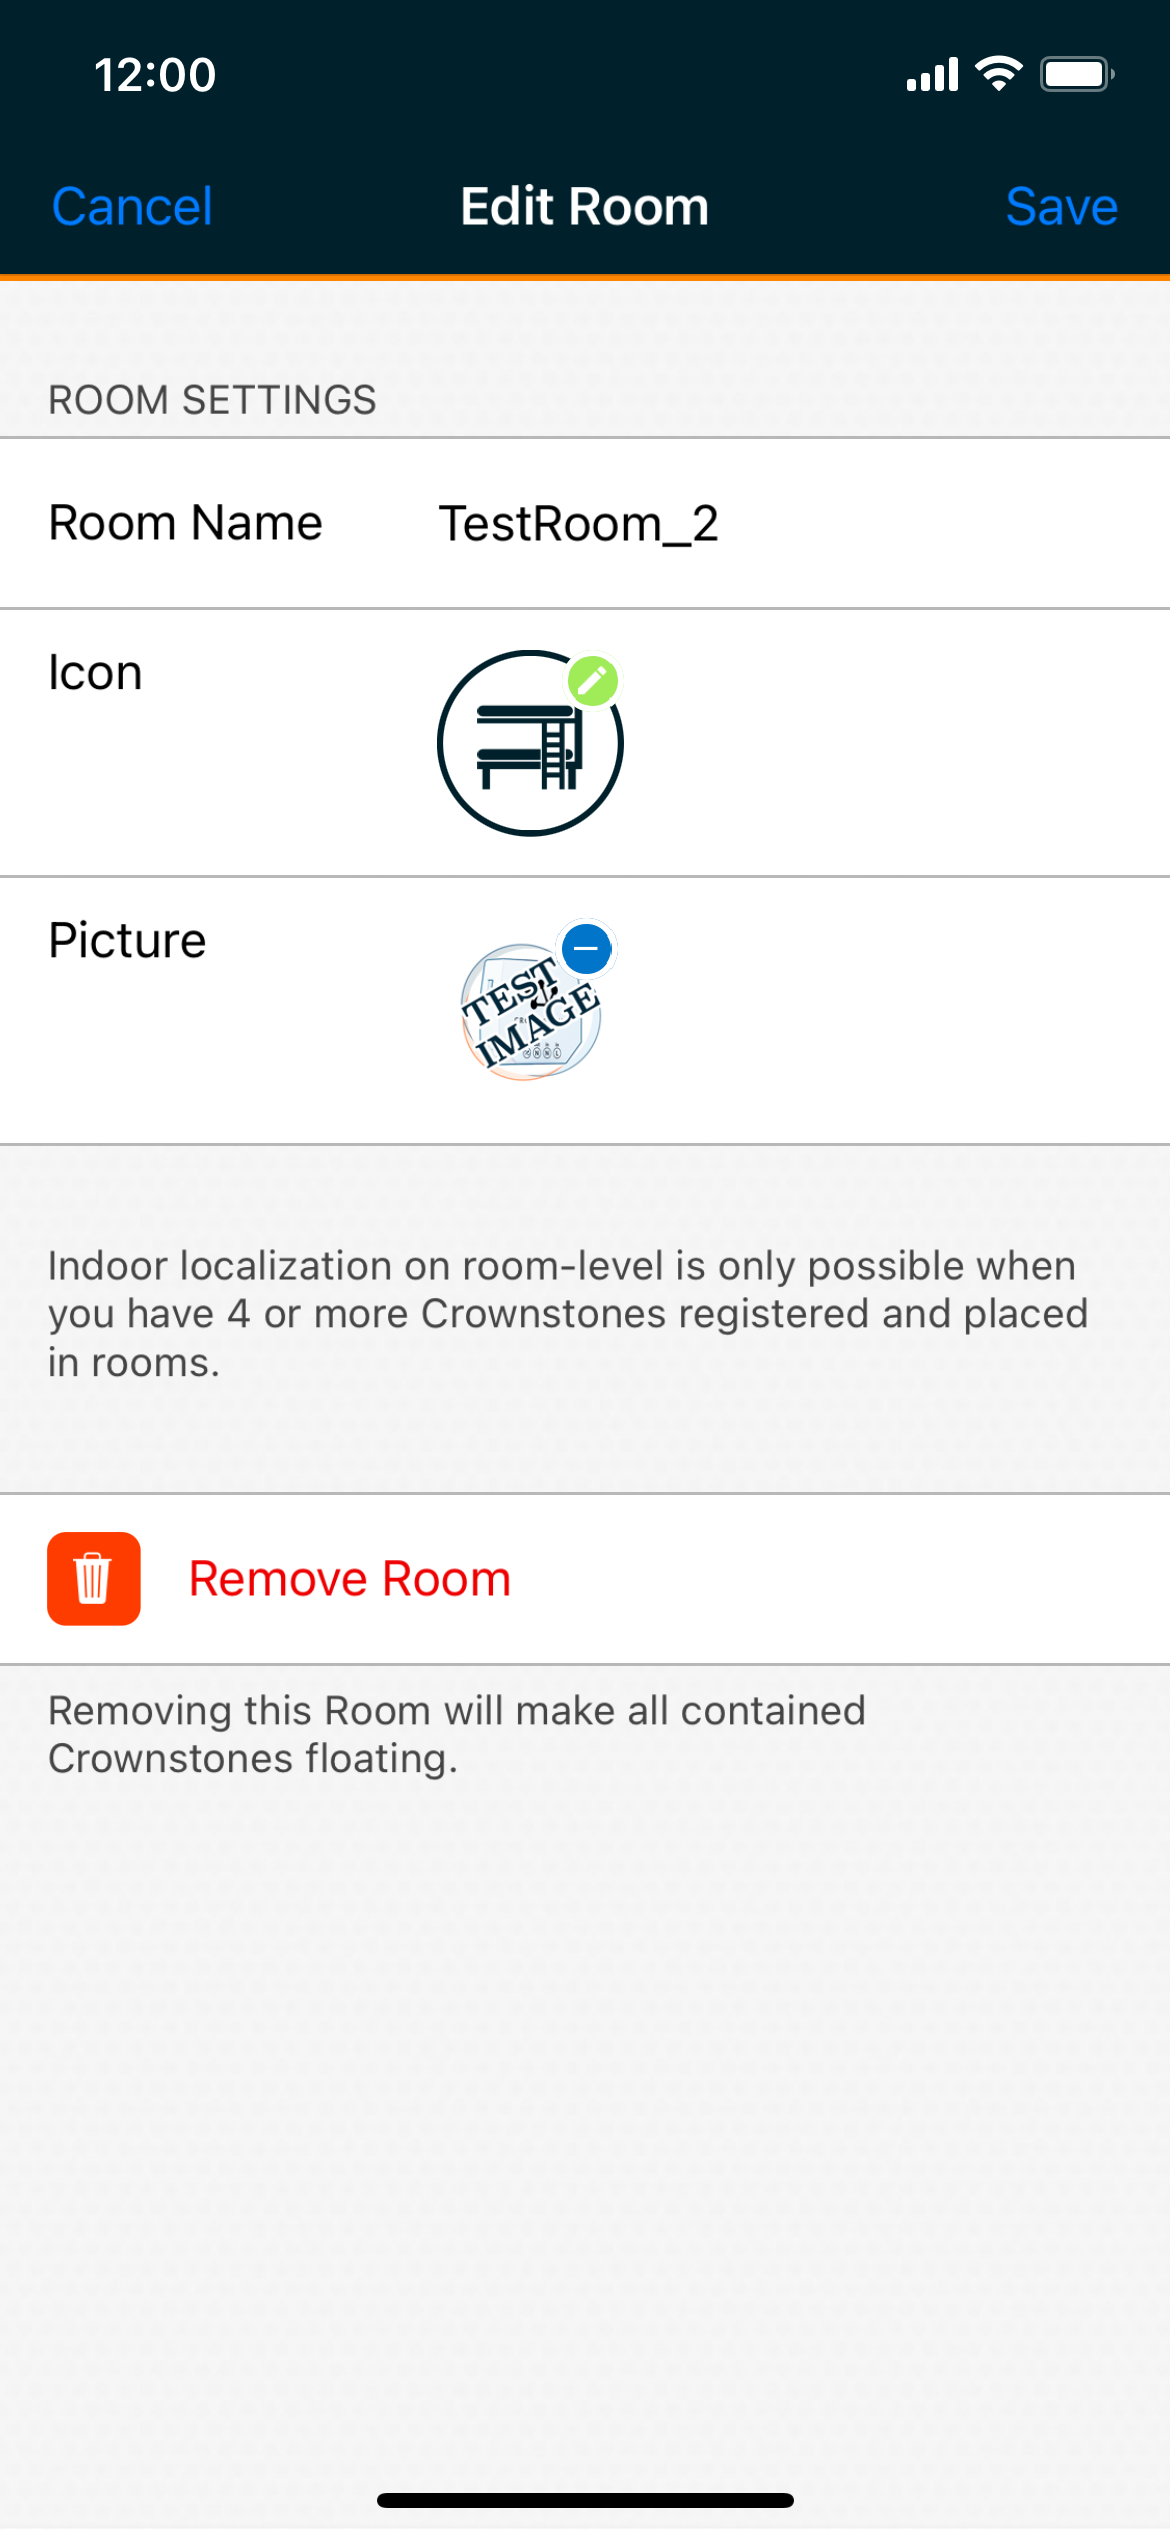 12:00
Cancel
Edit Room
Save
ROOM SETTINGS
Room Name
TestRoom_2
Icon
Picture
TEST
IMAGE
Indoor localization on room-level is only possible when
you have 4 or more Crownstones registered and placed
in rooms.
Remove Room
Removing this Room will make all contained
Crownstones floating.